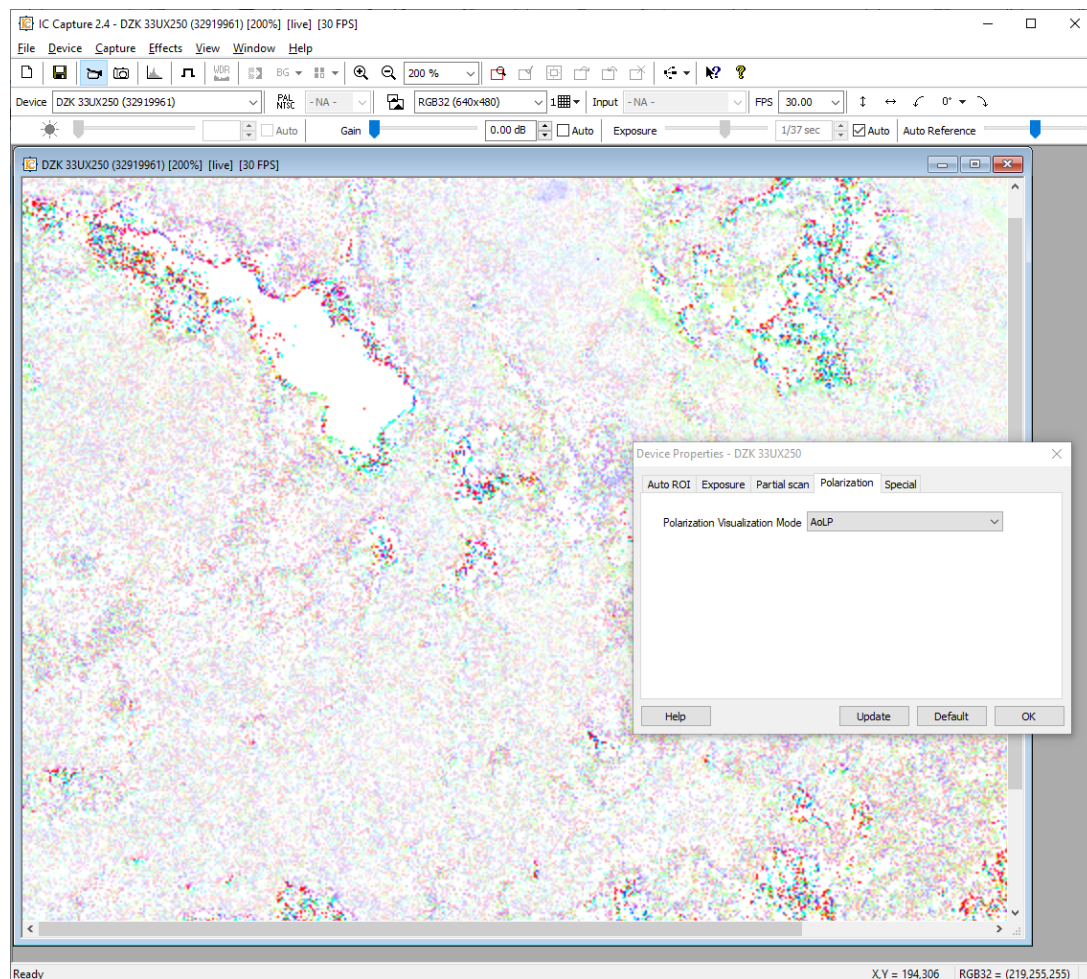 IC Capture 2.4 - DZK 33UX250 (32919961) [200%]  [live]  [30 FPS]
File Device Capture Effects View Window Help
WDR BG 200 %
Device DZK 33UX250 (32919961) PAL NTSC - NA - RGB32 (640x480) 1 Input - NA - FPS 30.00 0°
Auto Gain 0.00 dB Auto Exposure 1/37 sec Auto Auto Reference
DZK 33UX250 (32919961) [200%]  [live]  [30 FPS]
Device Properties - DZK 33UX250
Auto ROI Exposure Partial scan Polarization Special
Polarization Visualization Mode AoLP
Help Update Default OK
Ready X,Y = 194,306 RGB32 = (219,255,255)